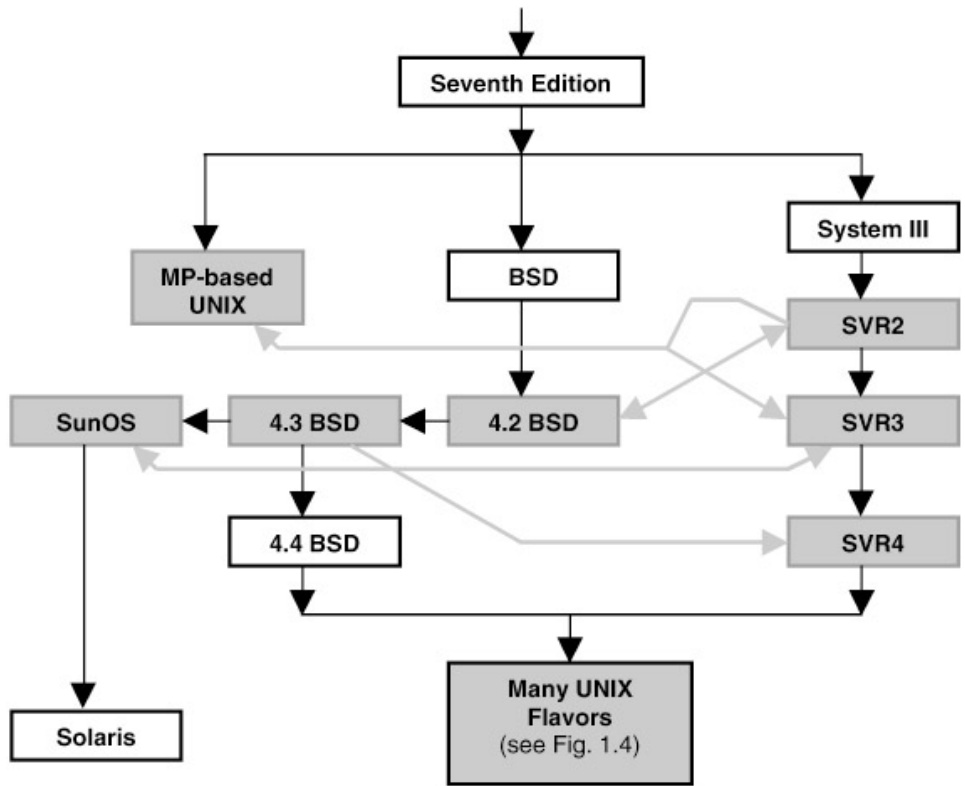 Seventh Edition
System III
MP-based
UNIX
BSD
SVR2
SunOS
4.3 BSD
4.2 BSD
SVR3
4.4 BSD
SVR4
Many UNIX
Flavors
(see Fig. 1.4)
Solaris